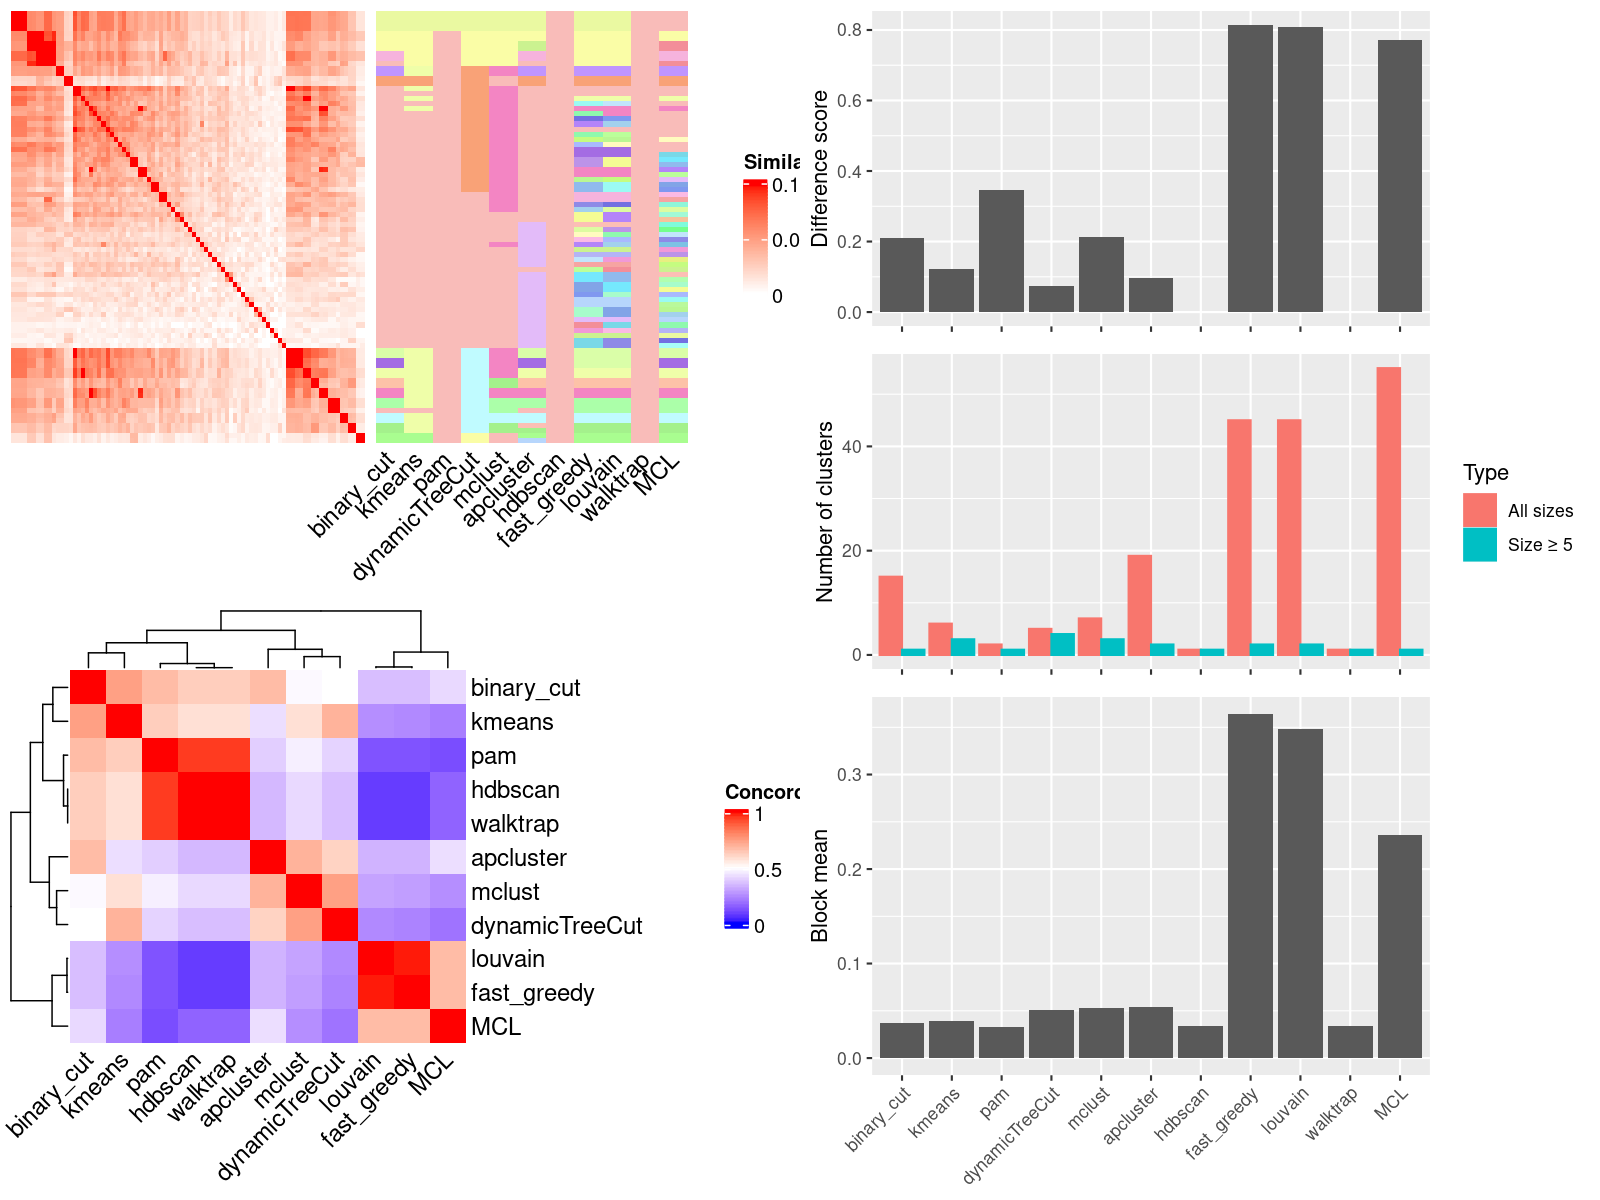 Simila
0.1
0.0
0
binary_cut
kmeans
pam
dynamicTreeCut
mclust
apcluster
hdbscan
fast_greedy
louvain
walktrap
MCL
binary_cut
kmeans
pam
hdbscan
walktrap
apcluster
mclust
dynamicTreeCut
louvain
fast_greedy
MCL
Concord
1
0.5
0
binary_cut
kmeans
pam
hdbscan
walktrap
apcluster
mclust
dynamicTreeCut
louvain
fast_greedy
MCL
Difference score
0.8
0.6
0.4
0.2
0.0
Number of clusters
40
20
0
Type
All sizes
Size ≥ 5
Block mean
0.3
0.2
0.1
0.0
binary_cut
kmeans
pam
dynamicTreeCut
mclust
apcluster
hdbscan
fast_greedy
louvain
walktrap
MCL